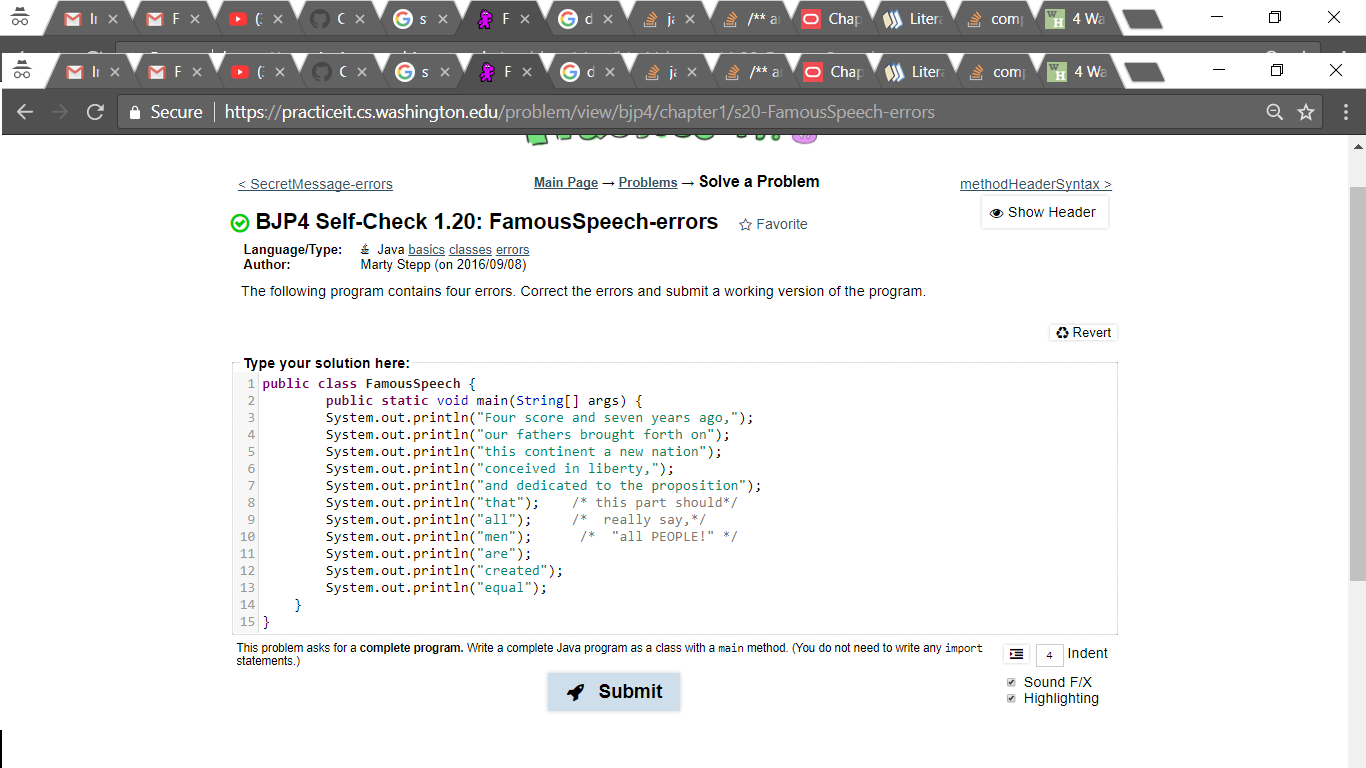 I F (: C s F d ja /** a Chap Litera com 4 Wa
I F (: C s F d ja /** a Chap Litera com 4 Wa
Secure https://practiceit.cs.washington.edu/problem/view/bjp4/chapter1/s20-FamousSpeech-errors
< SecretMessage-errors Main Page → Problems → Solve a Problem methodHeaderSyntax >
Show Header
BJP4 Self-Check 1.20: FamousSpeech-errors Favorite
Language/Type: Java basics classes errors
Author: Marty Stepp (on 2016/09/08)
The following program contains four errors. Correct the errors and submit a working version of the program.
Revert
Type your solution here:
1 public class FamousSpeech {
2 public static void main(String[] args) {
3 System.out.println("Four score and seven years ago,");
4 System.out.println("our fathers brought forth on");
5 System.out.println("this continent a new nation");
6 System.out.println("conceived in liberty,");
7 System.out.println("and dedicated to the proposition");
8 System.out.println("that"); /* this part should*/
9 System.out.println("all"); /* really say,*/
10 System.out.println("men"); /* "all PEOPLE!" */
11 System.out.println("are");
12 System.out.println("created");
13 System.out.println("equal");
14 }
15 }
This problem asks for a complete program. Write a complete Java program as a class with a main method. (You do not need to write any import
statements.)
4 Indent
Submit
Sound F/X
Highlighting